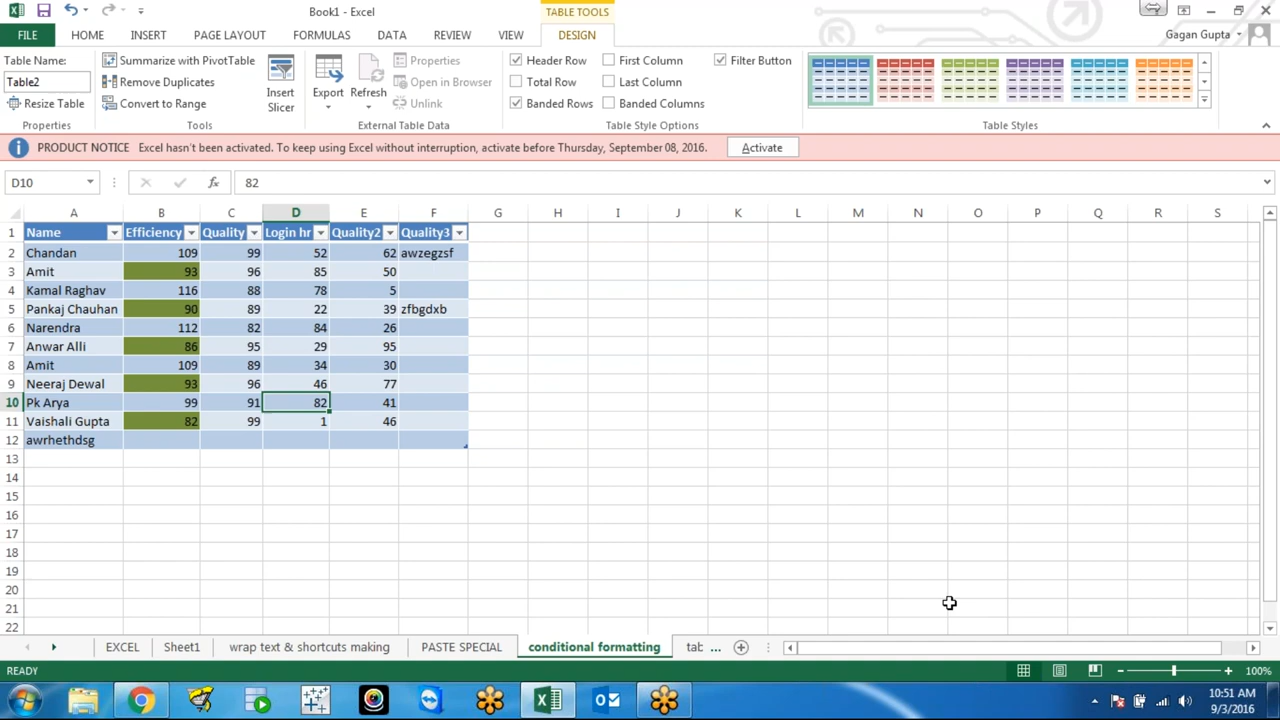 Book1 - Excel
TABLE TOOLS
FILE
HOME
INSERT
PAGE LAYOUT
FORMULAS
DATA
REVIEW
VIEW
DESIGN
Gagan Gupta
Table Name:
Table2
Resize Table
Properties
Summarize with PivotTable
Remove Duplicates
Convert to Range
Tools
Insert Slicer
Export
Refresh
Properties
Open in Browser
Unlink
External Table Data
Header Row
Total Row
Banded Rows
First Column
Last Column
Banded Columns
Filter Button
Table Style Options
Table Styles
PRODUCT NOTICE Excel hasn't been activated. To keep using Excel without interruption, activate before Thursday, September 08, 2016. Activate
D10 fx 82
A B C D E F G H I J K L M N O P Q R S
1 Name Efficiency Quality Login hr Quality2 Quality3
2 Chandan 109 99 52 62 awzegzsf
3 Amit 93 96 85 50
4 Kamal Raghav 116 88 78 5
5 Pankaj Chauhan 90 89 22 39 zfbgdxb
6 Narendra 112 82 84 26
7 Anwar Alli 86 95 29 95
8 Amit 109 89 34 30
9 Neeraj Dewal 93 96 46 77
10 Pk Arya 99 91 82 41
11 Vaishali Gupta 82 99 1 46
12 awrhethdsg
13
14
15
16
17
18
19
20
21
22
EXCEL Sheet1 wrap text & shortcuts making PASTE SPECIAL conditional formatting tab ...
READY 100%
10:51 AM
9/3/2016